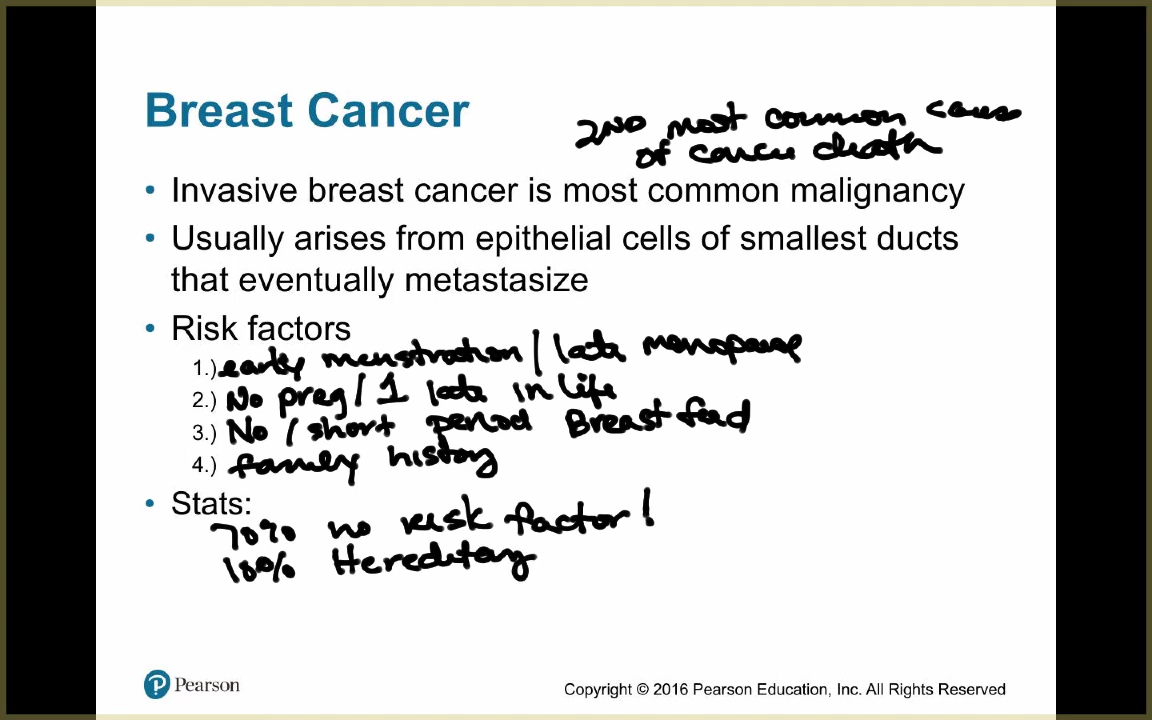 Breast Cancer
2ND most common cause
of cancer death
• Invasive breast cancer is most common malignancy
• Usually arises from epithelial cells of smallest ducts
that eventually metastasize
• Risk factors
1.) early menstruation / late menopause
2.) No preg / 1 late in life
3.) No / short period Breastfeed
4.) family history
• Stats:
70% no risk factor!
10% Hereditary
Pearson
Copyright © 2016 Pearson Education, Inc. All Rights Reserved